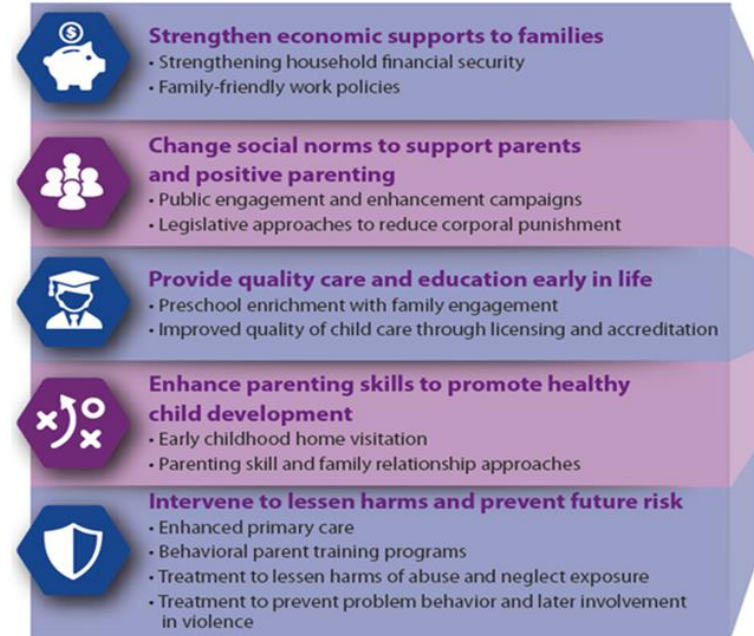 $
Strengthen economic supports to families
• Strengthening household financial security
• Family-friendly work policies
Change social norms to support parents
and positive parenting
• Public engagement and enhancement campaigns
• Legislative approaches to reduce corporal punishment
Provide quality care and education early in life
• Preschool enrichment with family engagement
• Improved quality of child care through licensing and accreditation
Enhance parenting skills to promote healthy
child development
• Early childhood home visitation
• Parenting skill and family relationship approaches
Intervene to lessen harms and prevent future risk
• Enhanced primary care
• Behavioral parent training programs
• Treatment to lessen harms of abuse and neglect exposure
• Treatment to prevent problem behavior and later involvement
in violence